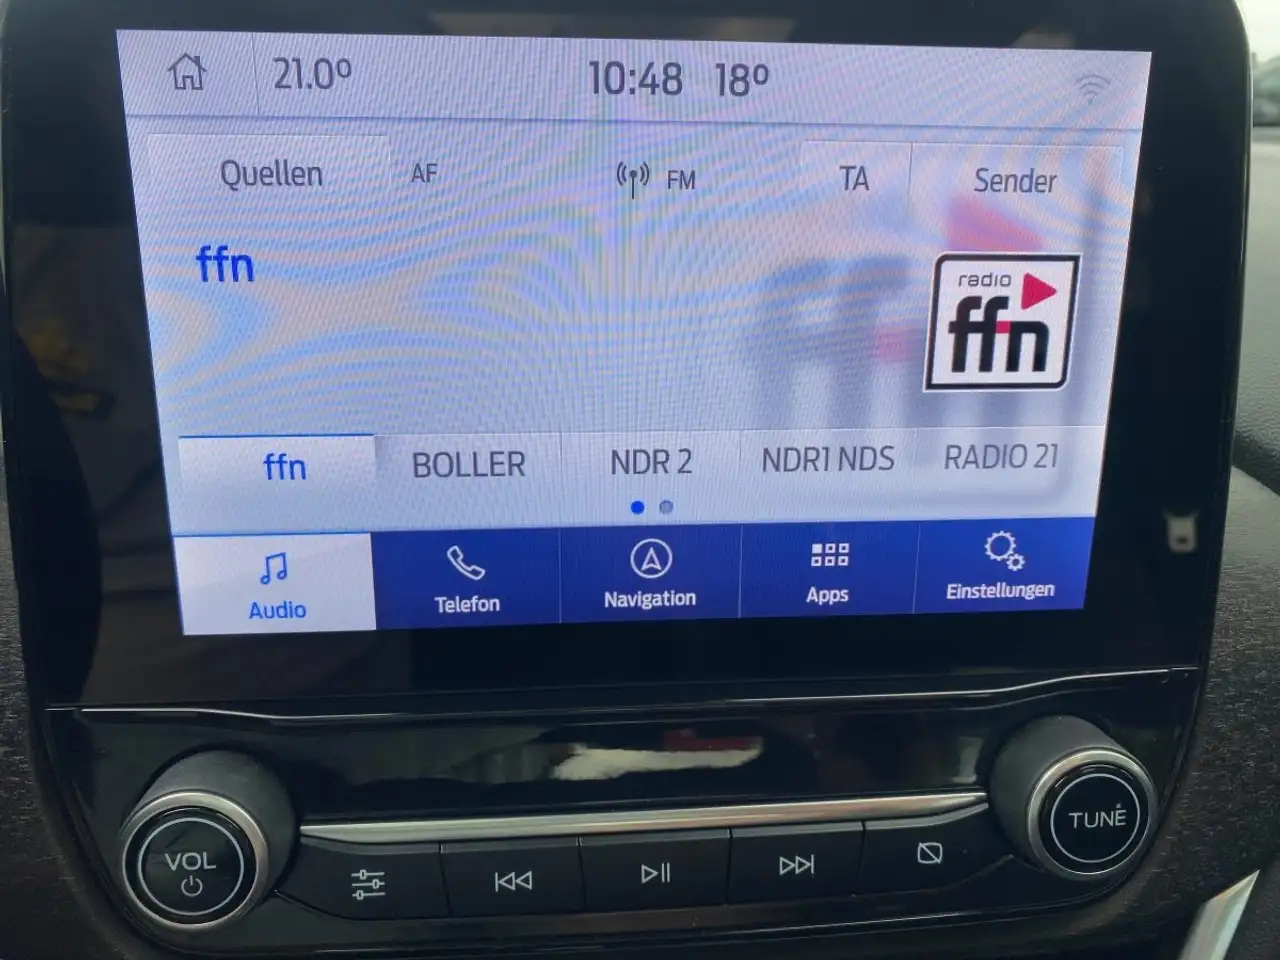 21.0° 10:48 18°
Quellen AF FM TA Sender
ffn
radio
ffn
ffn BOLLER NDR 2 NDR1 NDS RADIO 21
Audio Telefon Navigation Apps Einstellungen
VOL
TUNE